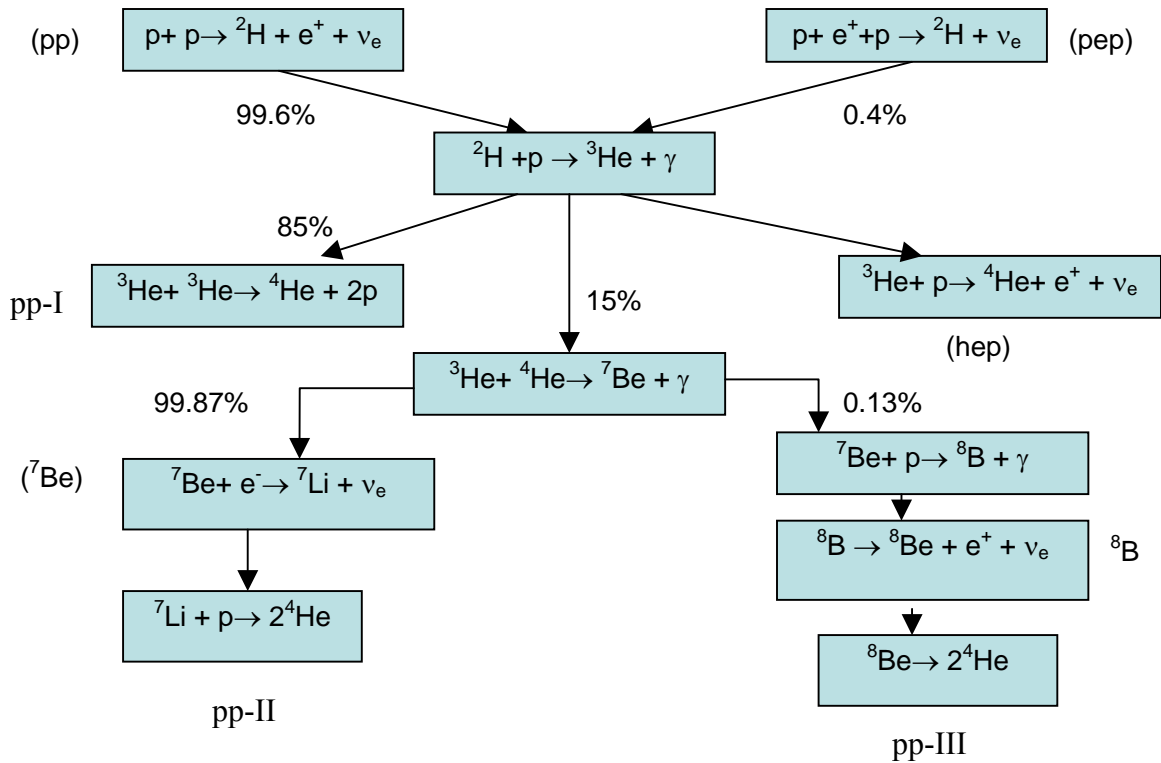 (pp)
p+ p→ ²H + e⁺ + νₑ
p+ e⁺+p → ²H + νₑ
(pep)
99.6%
0.4%
²H +p → ³He + γ
85%
pp-I
³He+ ³He→ ⁴He + 2p
15%
³He+ p→ ⁴He+ e⁺ + νₑ
(hep)
³He+ ⁴He→ ⁷Be + γ
99.87%
0.13%
(⁷Be)
⁷Be+ e⁻→ ⁷Li + νₑ
⁷Be+ p→ ⁸B + γ
⁸B → ⁸Be + e⁺ + νₑ
⁸B
⁷Li + p→ 2⁴He
⁸Be→ 2⁴He
pp-II
pp-III